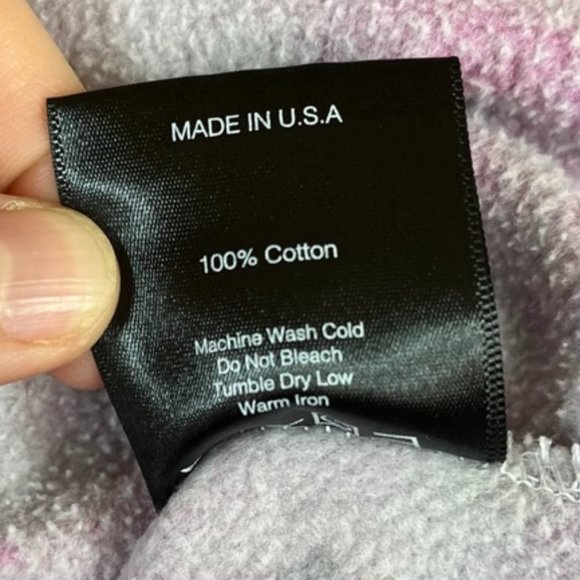 MADE IN U.S.A
100% Cotton
Machine Wash Cold
Do Not Bleach
Tumble Dry Low
Warm Iron